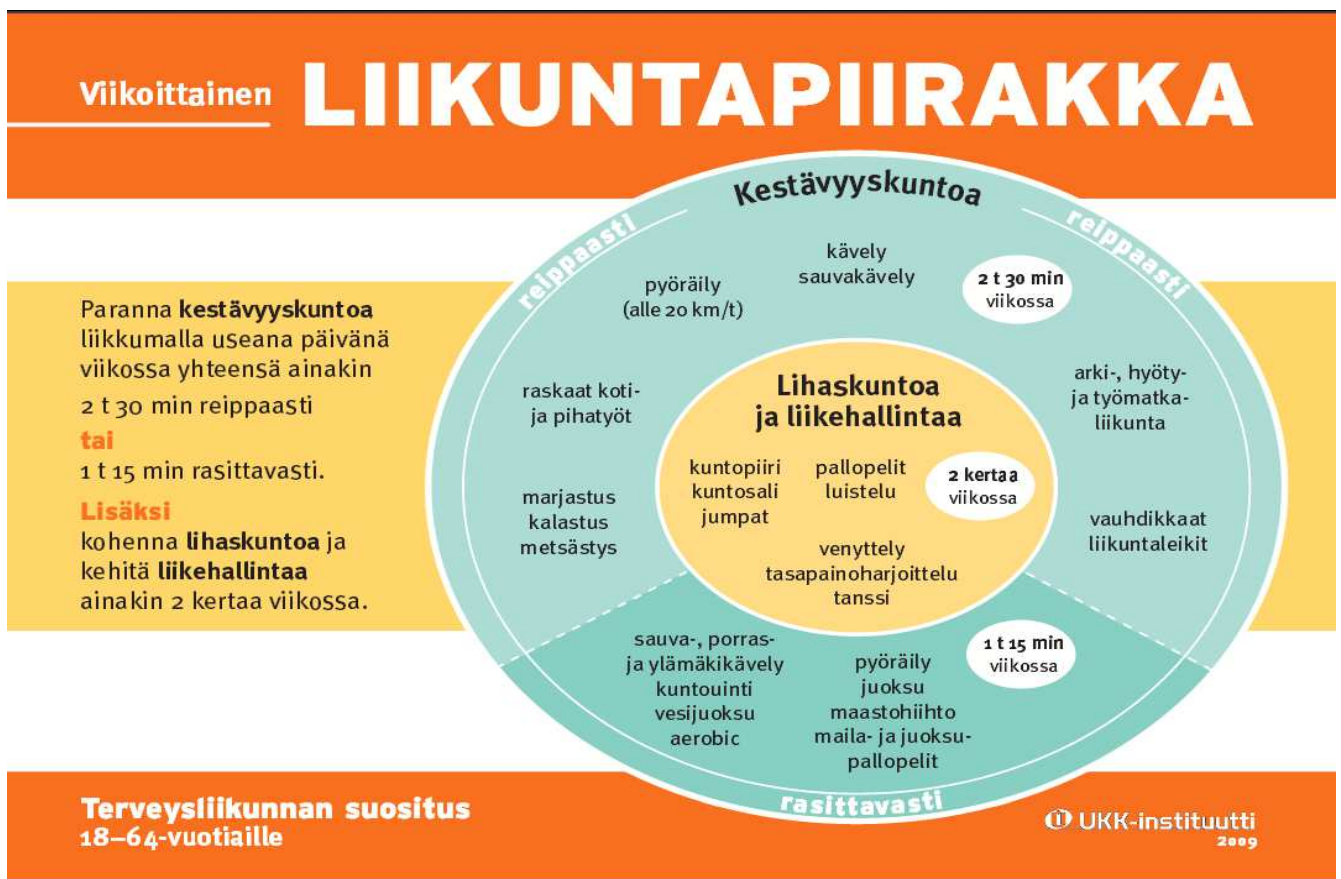 Viikoittainen LIIKUNTAPIIRAKKA
Paranna kestävyyskuntoa
liikkumalla useana päivänä
viikossa yhteensä ainakin
2 t 30 min reippaasti
tai
1 t 15 min rasittavasti.
Lisäksi
kohenna lihaskuntoa ja
kehitä liikehallintaa
ainakin 2 kertaa viikossa.
Kestävyyskuntoa
reippaasti
reippaasti
kävely
sauvakävely
2 t 30 min
viikossa
pyöräily
(alle 20 km/t)
raskaat koti-
ja pihatyöt
marjastus
kalastus
metsästys
arki-, hyöty-
ja työmatka-
liikunta
vauhdikkaat
liikuntaleikit
Lihaskuntoa
ja liikehallintaa
kuntopiiri
kuntosali
jumpat
pallopelit
luistelu
2 kertaa
viikossa
venyttely
tasapainoharjoittelu
tanssi
sauva-, porras-
ja ylämäkikävely
kuntouinti
vesijuoksu
aerobic
pyöräily
juoksu
maastohiihto
maila- ja juoksu-
pallopelit
1 t 15 min
viikossa
rasittavasti
Terveysliikunnan suositus
18–64-vuotiaille
UKK-instituutti
2009